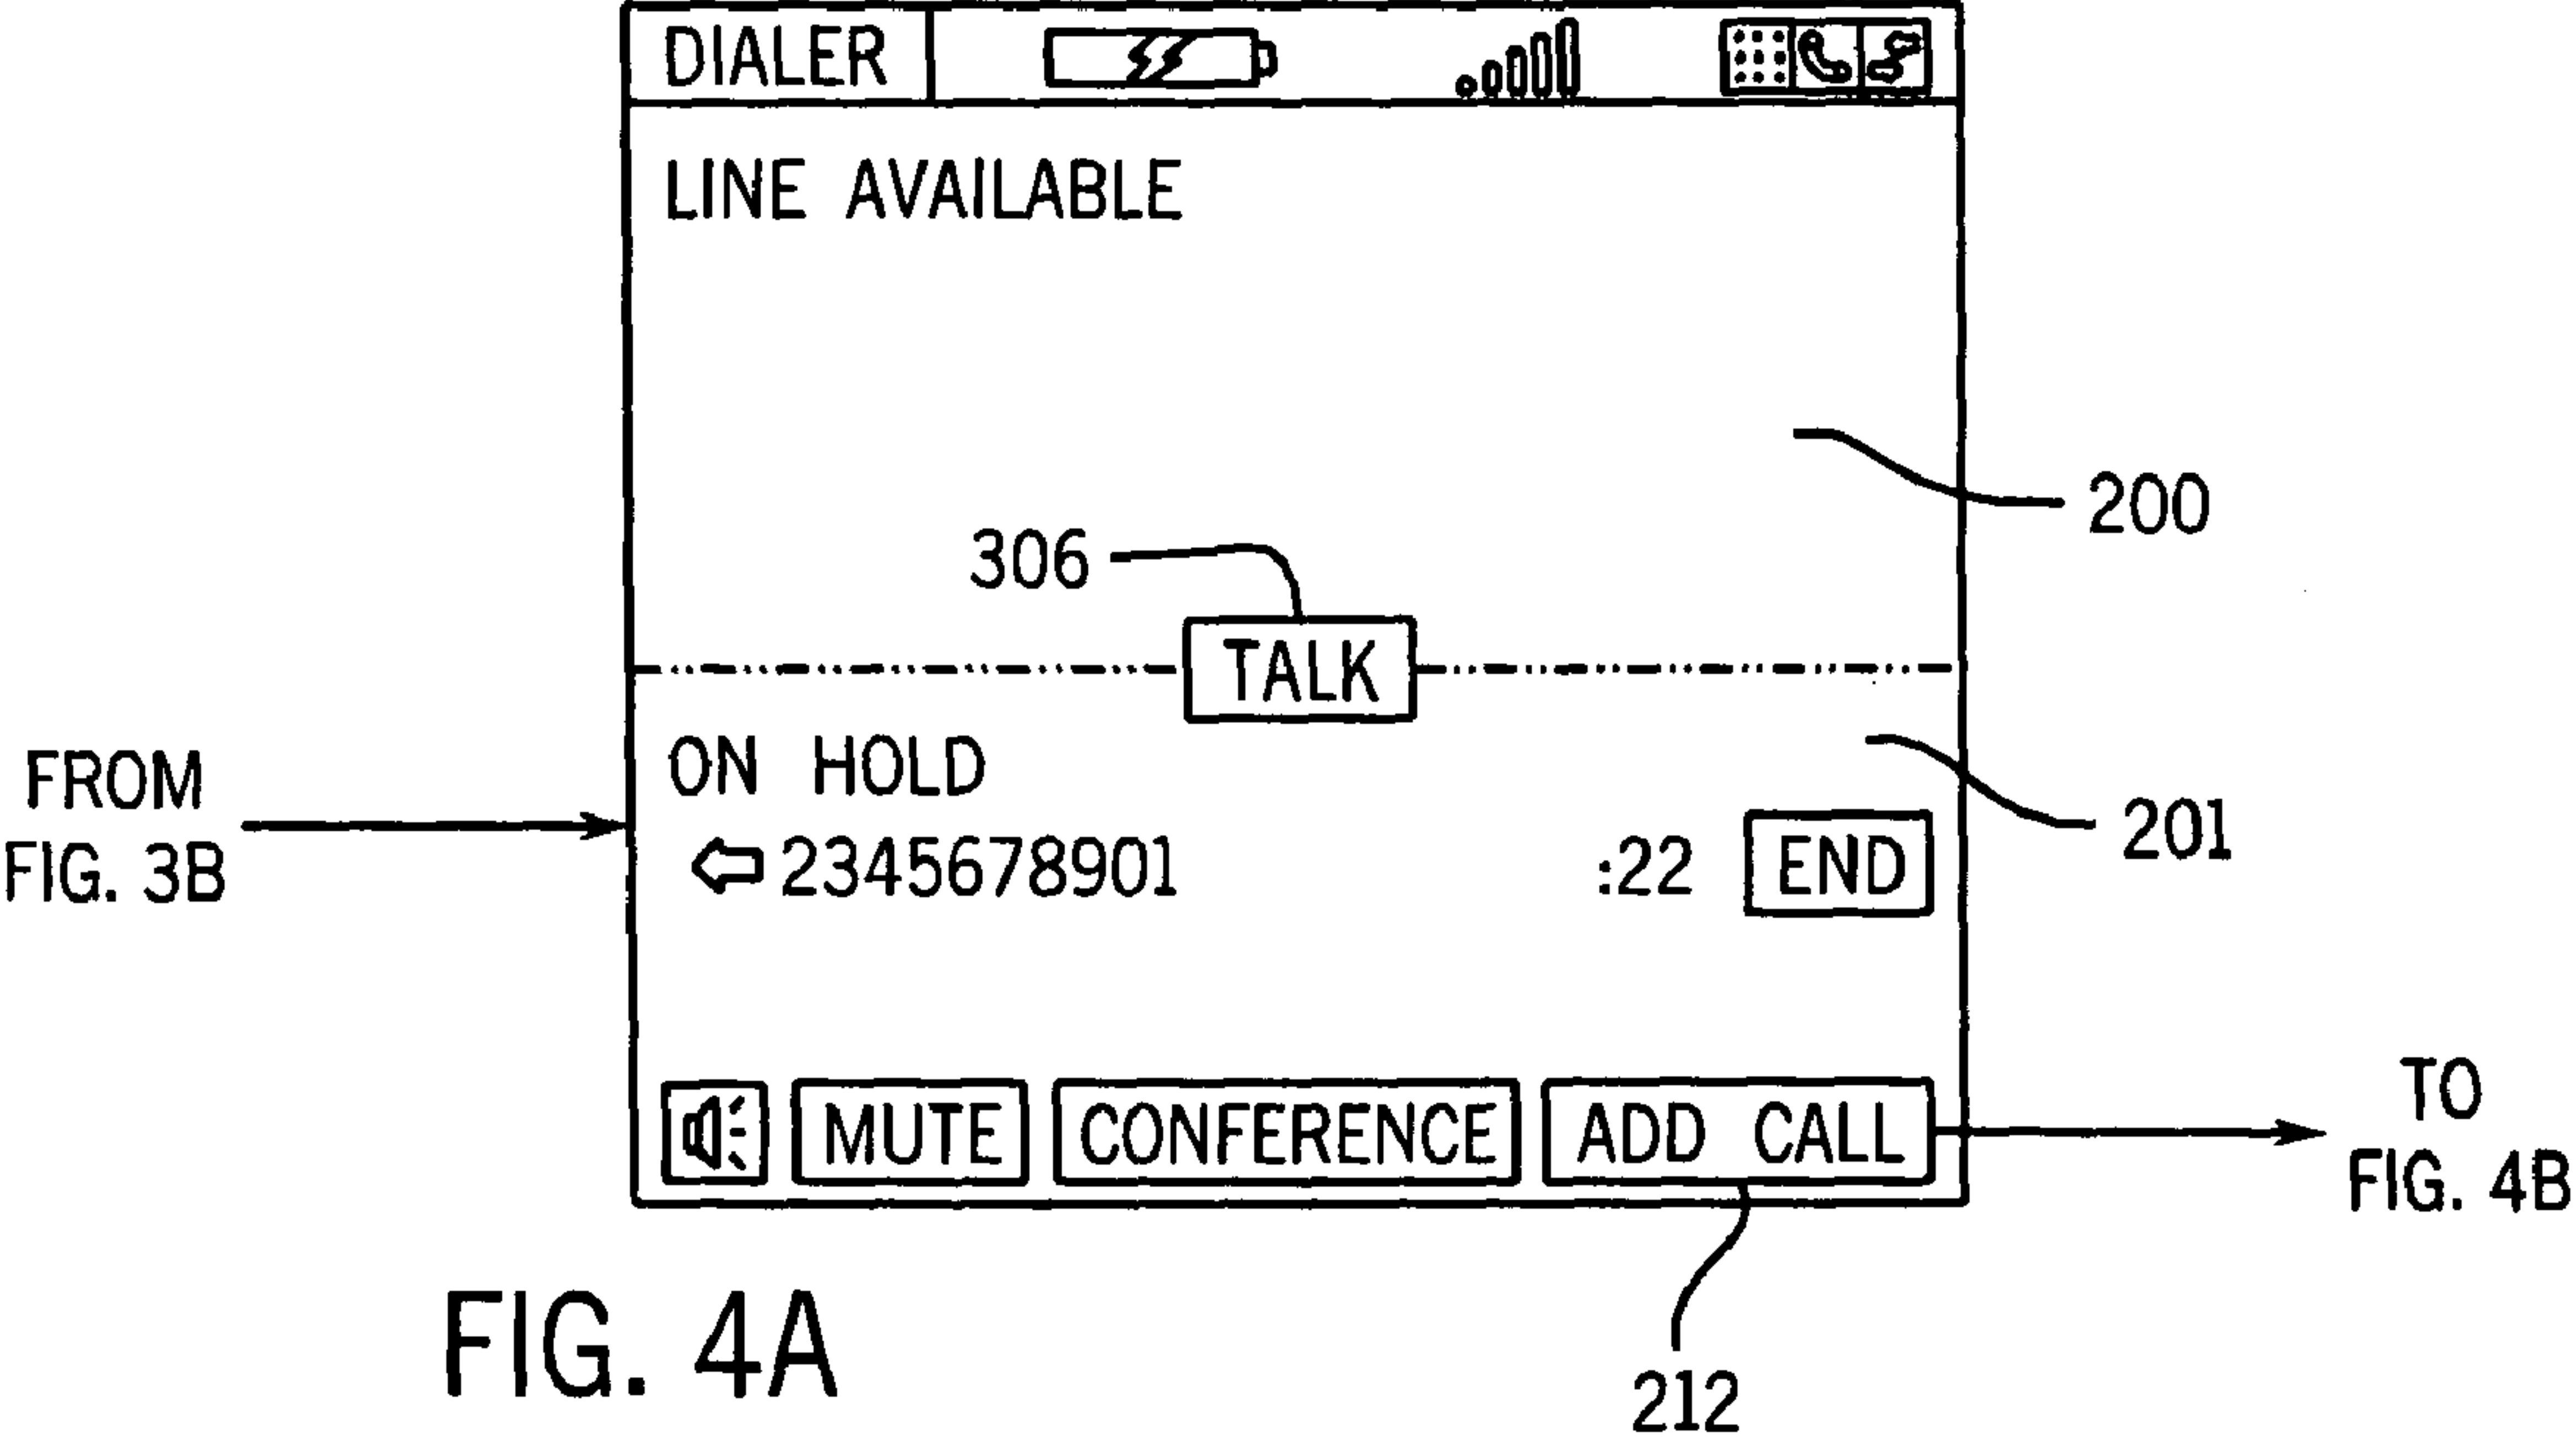 DIALER
LINE AVAILABLE
200
306
TALK
ON HOLD
FROM
FIG. 3B
201
2345678901 :22 END
MUTE CONFERENCE ADD CALL
TO
FIG. 4B
FIG. 4A
212